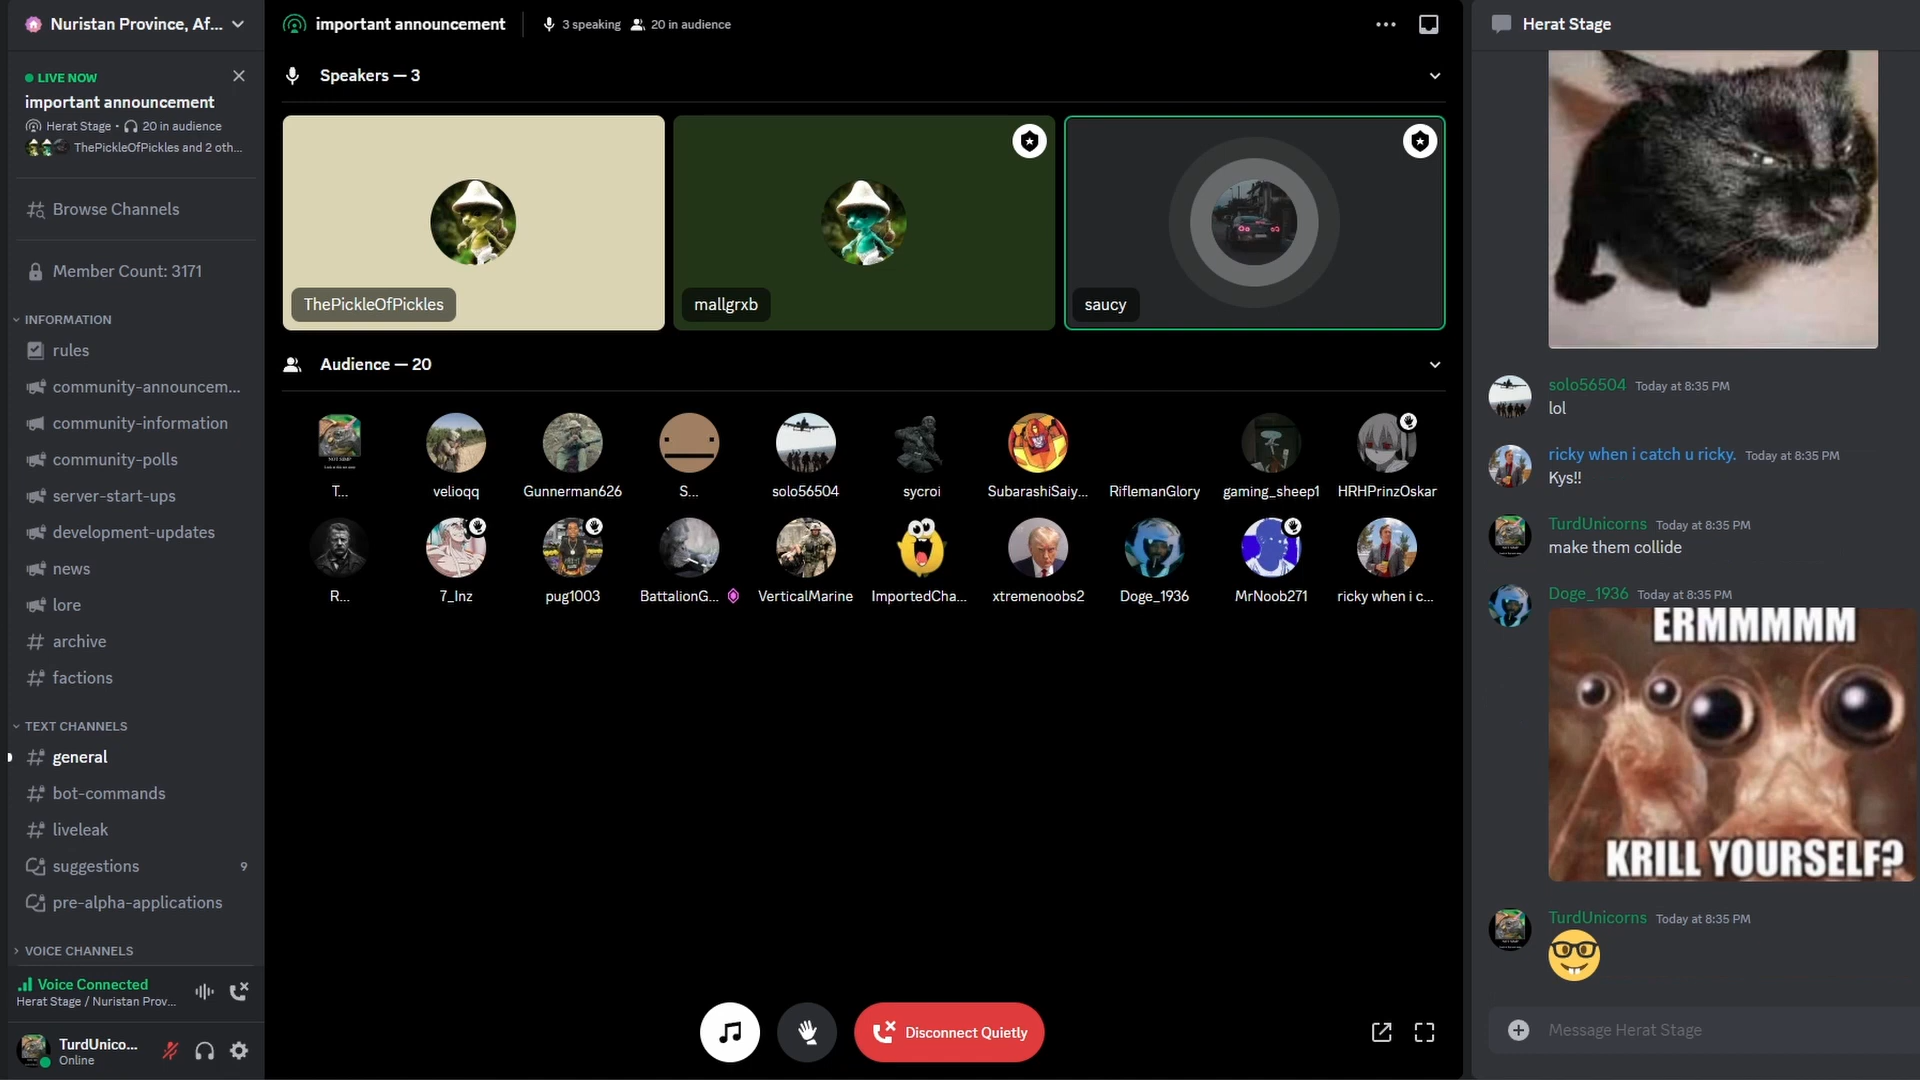 Nuristan Province, Af...
LIVE NOW
important announcement
Herat Stage • 20 in audience
ThePickleOfPickles and 2 oth...
Browse Channels
Member Count: 3171
INFORMATION
rules
community-announcem...
community-information
community-polls
server-start-ups
development-updates
news
lore
archive
factions
TEXT CHANNELS
general
bot-commands
liveleak
suggestions 9
pre-alpha-applications
VOICE CHANNELS
Voice Connected
Herat Stage / Nuristan Prov...
TurdUnico...
Online
important announcement 3 speaking 20 in audience
Speakers — 3
ThePickleOfPickles mallgrxb saucy
Audience — 20
T... velioqq Gunnerman626 S... solo56504 sycroi SubarashiSaiy... RiflemanGlory gaming_sheep1 HRHPrinzOskar
R... 7_Inz pug1003 BattalionG... VerticalMarine ImportedCha... xtremenoobs2 Doge_1936 MrNoob271 ricky when i c...
Disconnect Quietly
Herat Stage
solo56504 Today at 8:35 PM
lol
ricky when i catch u ricky. Today at 8:35 PM
Kys!!
TurdUnicorns Today at 8:35 PM
make them collide
Doge_1936 Today at 8:35 PM
ERMMMMM
KRILL YOURSELF?
TurdUnicorns Today at 8:35 PM
Message Herat Stage